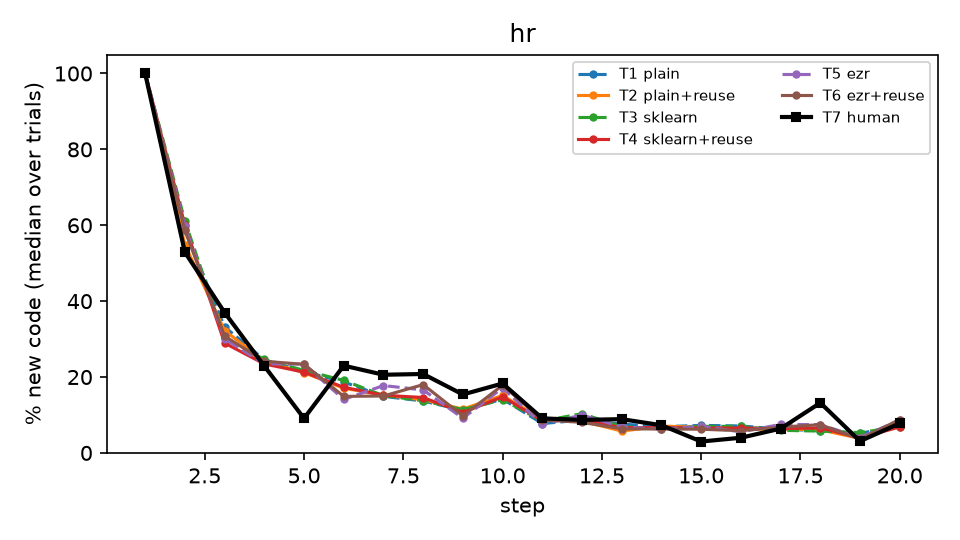 hr
% new code (median over trials)
100
80
60
40
20
0
T1 plain
T2 plain+reuse
T3 sklearn
T4 sklearn+reuse
T5 ezr
T6 ezr+reuse
T7 human
2.5 5.0 7.5 10.0 12.5 15.0 17.5 20.0
step